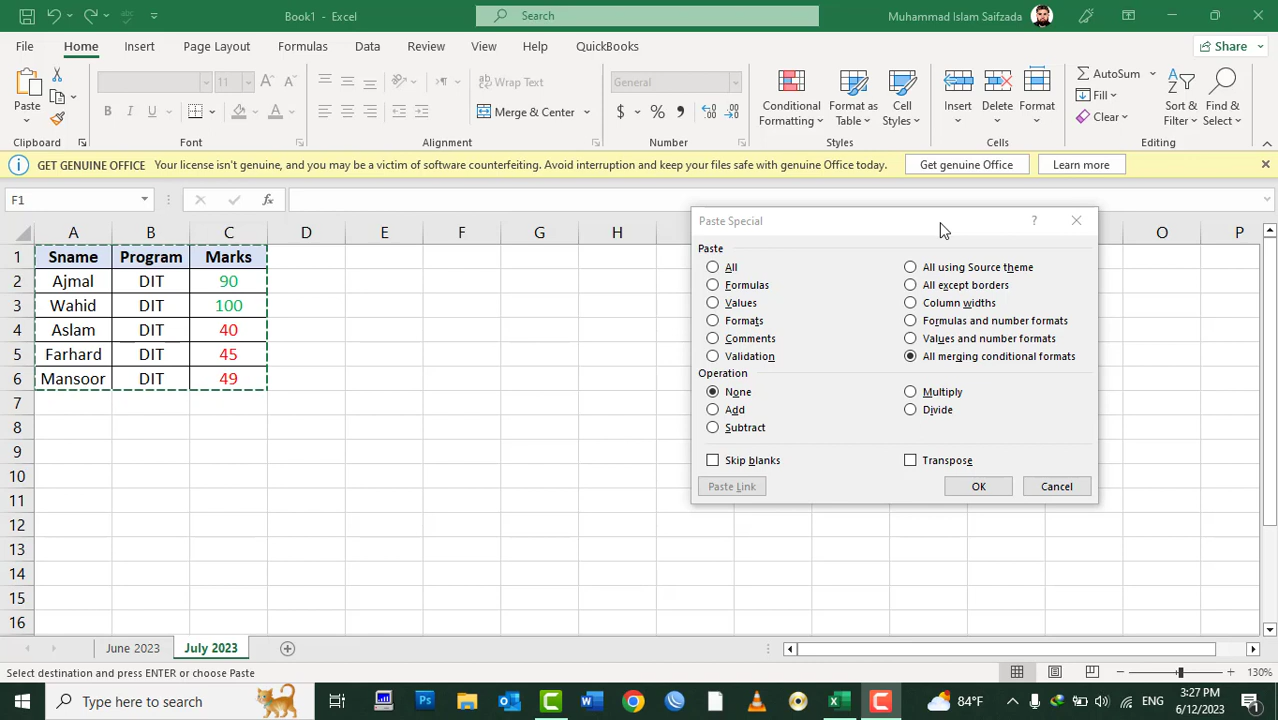 Book1 - Excel
Search
Muhammad Islam Saifzada
File Home Insert Page Layout Formulas Data Review View Help QuickBooks Share
Paste
11
B I U
A A
Wrap Text
Merge & Center
General
$ % ,
Conditional Formatting
Format as Table
Cell Styles
Insert
Delete
Format
AutoSum
Fill
Clear
Sort & Filter
Find & Select
Clipboard Font Alignment Number Styles Cells Editing
GET GENUINE OFFICE Your license isn't genuine, and you may be a victim of software counterfeiting. Avoid interruption and keep your files safe with genuine Office today. Get genuine Office Learn more
F1 fx
A B C D E F G H O P
1 Sname Program Marks
2 Ajmal DIT 90
3 Wahid DIT 100
4 Aslam DIT 40
5 Farhard DIT 45
6 Mansoor DIT 49
7
8
9
10
11
12
13
14
15
16
Paste Special ?
Paste
All All using Source theme
Formulas All except borders
Values Column widths
Formats Formulas and number formats
Comments Values and number formats
Validation All merging conditional formats
Operation
None Multiply
Add Divide
Subtract
Skip blanks Transpose
Paste Link OK Cancel
June 2023 July 2023
Select destination and press ENTER or choose Paste 130%
Type here to search
84°F
ENG
3:27 PM
6/12/2023
1